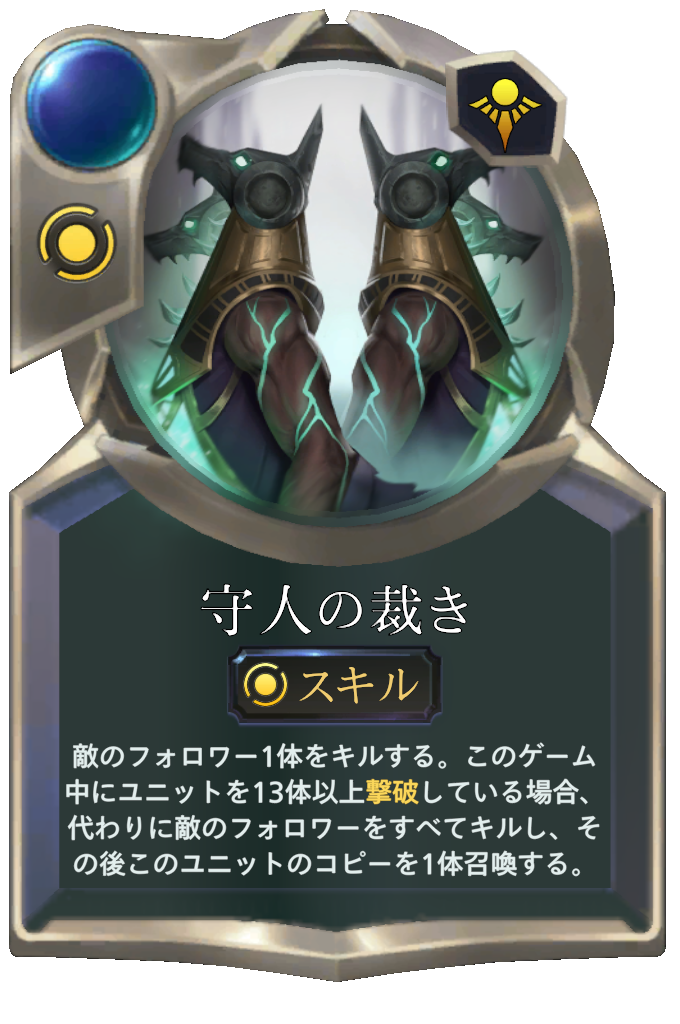 守人の裁き
スキル
敵のフォロワー1体をキルする。このゲーム
中にユニットを13体以上撃破している場合、
代わりに敵のフォロワーをすべてキルし、そ
の後このユニットのコピーを1体召喚する。